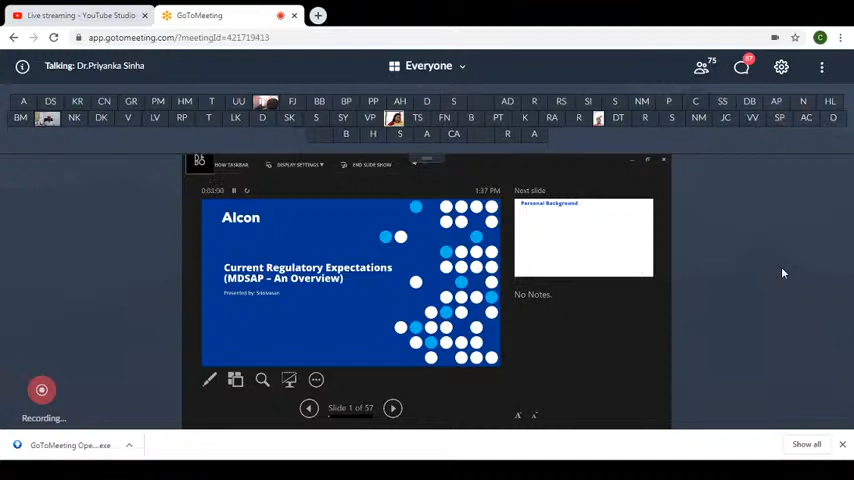 Live streaming - YouTube Studio
GoToMeeting
app.gotomeeting.com/?meetingId=421719413
C
Talking: Dr.Priyanka Sinha
Everyone
75
87
A DS KR CN GR PM HM T UU FJ BB BP PP AH D S AD R RS SI S NM P C SS DB AP N HL
BM NK DK V LV RP T LK D SK S SY VP TS FN B PT K RA R DT R S NM JC VV SP AC D
B H S A CA R A
DISPLAY SETTINGS
END SLIDE SHOW
0:03:00
1:37 PM
Next slide
Alcon
Current Regulatory Expectations
(MDSAP – An Overview)
Presented by: Srinivasan
Personal Background
No Notes.
Slide 1 of 57
A A
Recording...
GoToMeeting Ope....exe
Show all